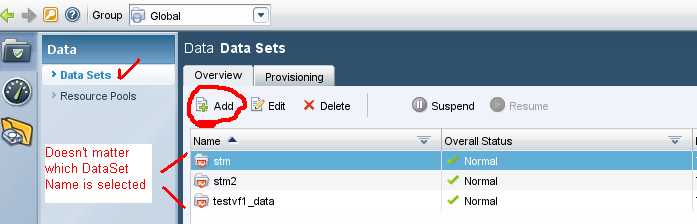 Group Global
Data
Data Sets
Resource Pools
Data Data Sets
Overview Provisioning
Add Edit Delete Suspend Resume
Name Overall Status
stm Normal
stm2 Normal
testvf1_data Normal
Doesn't matter
which DataSet
Name is selected